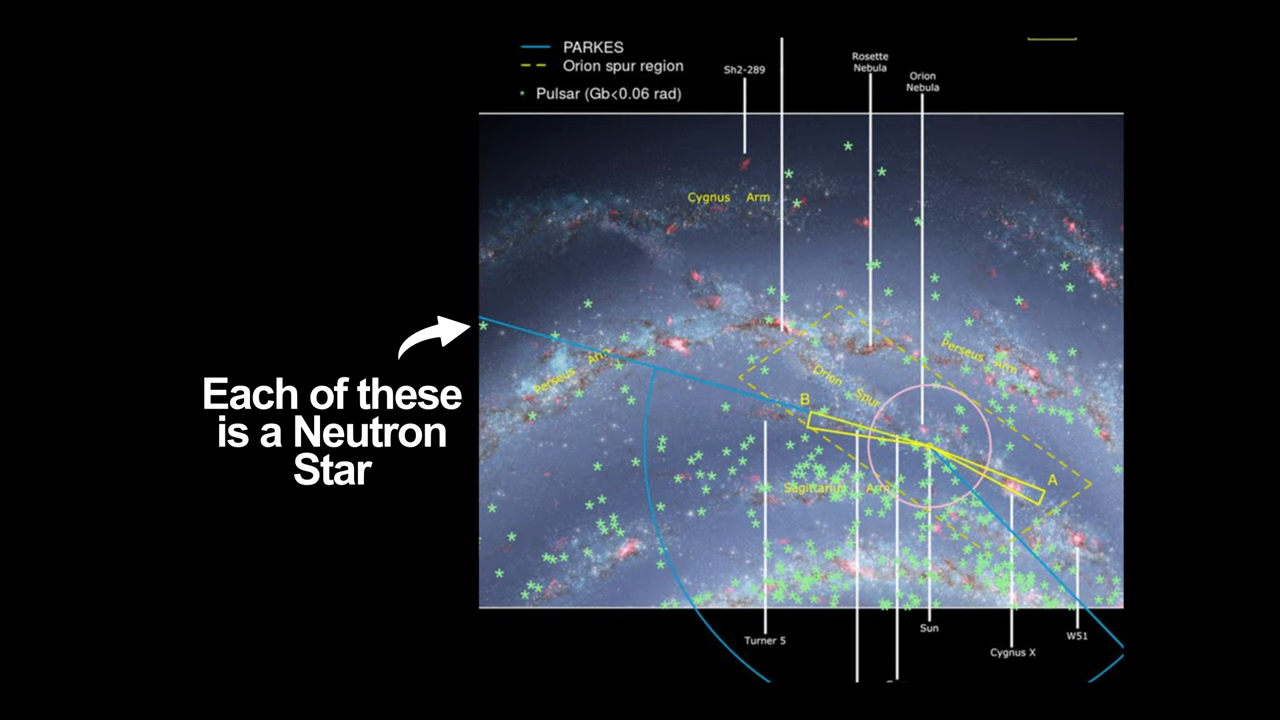 PARKES
Orion spur region
Pulsar (Gb<0.06 rad)
Sh2-289
Rosette
Nebula
Orion
Nebula
Cygnus Arm
Perseus Arm
Perseus Arm
Orion Spur
B
A
Sagittarius Arm
Each of these
is a Neutron
Star
Turner 5
Sun
Cygnus X
W51